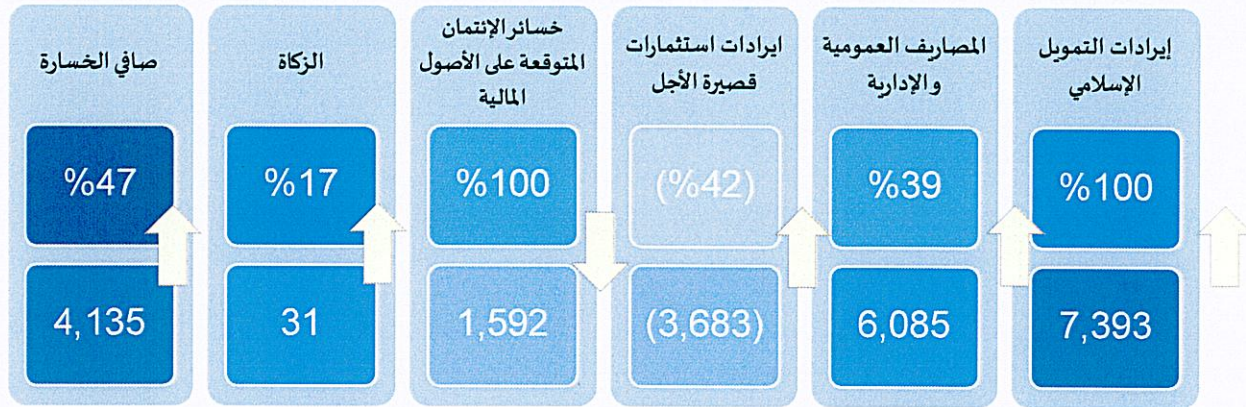 إيرادات التمويل
الإسلامي
%100
7,393
المصاريف العمومية
والإدارية
%39
6,085
ايرادات استثمارات
قصيرة الأجل
(%42)
(3,683)
خسائر الإئتمان
المتوقعة على الأصول
المالية
%100
1,592
الزكاة
%17
31
صافي الخسارة
%47
4,135